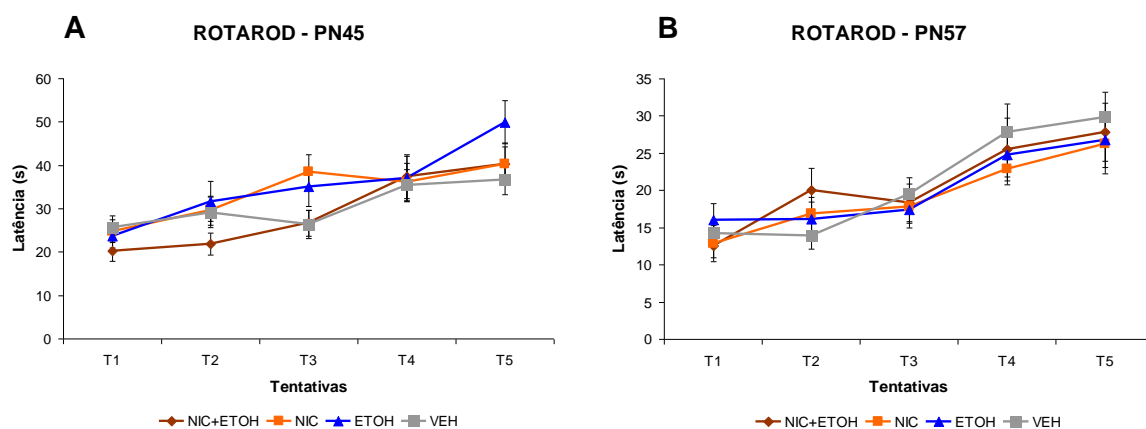 A
ROTAROD - PN45
Latência (s)
60
50
40
30
20
10
0
T1 T2 T3 T4 T5
Tentativas
NIC+ETOH NIC ETOH VEH
B
ROTAROD - PN57
Latência (s)
35
30
25
20
15
10
5
0
T1 T2 T3 T4 T5
Tentativas
NIC+ETOH NIC ETOH VEH